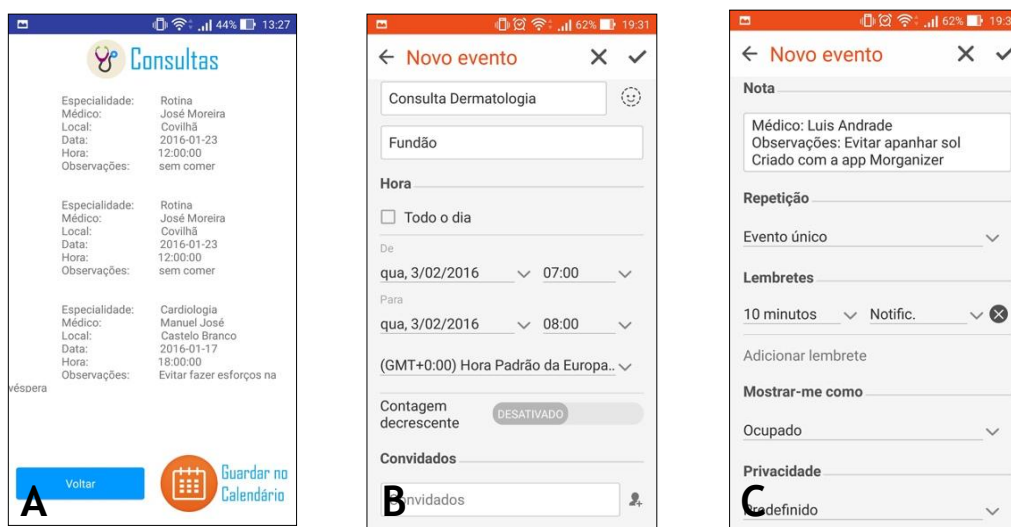 44% 13:27
Consultas
Especialidade: Rotina
Médico: José Moreira
Local: Covilhã
Data: 2016-01-23
Hora: 12:00:00
Observações: sem comer
Especialidade: Rotina
Médico: José Moreira
Local: Covilhã
Data: 2016-01-23
Hora: 12:00:00
Observações: sem comer
Especialidade: Cardiologia
Médico: Manuel José
Local: Castelo Branco
Data: 2016-01-17
Hora: 18:00:00
Observações: Evitar fazer esforços na
véspera
Voltar
Guardar no
Calendário
A
62% 19:31
Novo evento
Consulta Dermatologia
Fundão
Hora
Todo o dia
De
qua, 3/02/2016 07:00
Para
qua, 3/02/2016 08:00
(GMT+0:00) Hora Padrão da Europa..
Contagem
decrescente
DESATIVADO
Convidados
Convidados
B
62% 19:3
Novo evento
Nota
Médico: Luis Andrade
Observações: Evitar apanhar sol
Criado com a app Morganizer
Repetição
Evento único
Lembretes
10 minutos Notific.
Adicionar lembrete
Mostrar-me como
Ocupado
Privacidade
Predefinido
C